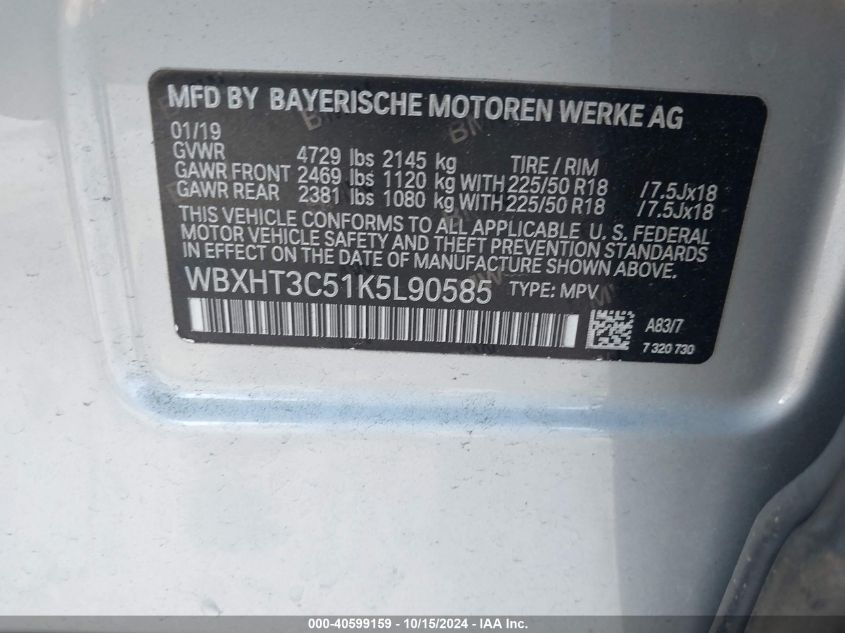 MFD BY BAYERISCHE MOTOREN WERKE AG
01/19
GVWR 4729 lbs 2145 kg TIRE / RIM
GAWR FRONT 2469 lbs 1120 kg WITH 225/50 R18 /7.5Jx18
GAWR REAR 2381 lbs 1080 kg WITH 225/50 R18 /7.5Jx18
THIS VEHICLE CONFORMS TO ALL APPLICABLE U. S. FEDERAL
MOTOR VEHICLE SAFETY AND THEFT PREVENTION STANDARDS
IN EFFECT ON THE DATE OF MANUFACTURE SHOWN ABOVE.
WBXHT3C51K5L90585 TYPE: MPV
A83/7
7 320 730
000-40599159 - 10/15/2024 - IAA Inc.